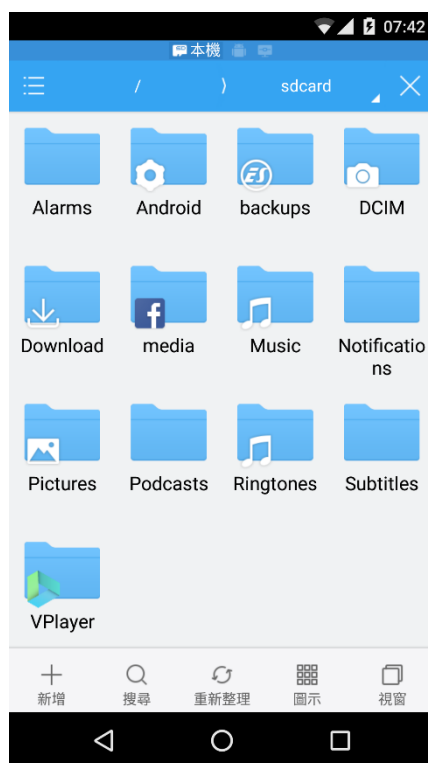 07:42
本機
/ 〉 sdcard
Alarms Android backups DCIM
Download media Music Notificatio
ns
Pictures Podcasts Ringtones Subtitles
VPlayer
新增 搜尋 重新整理 圖示 視窗